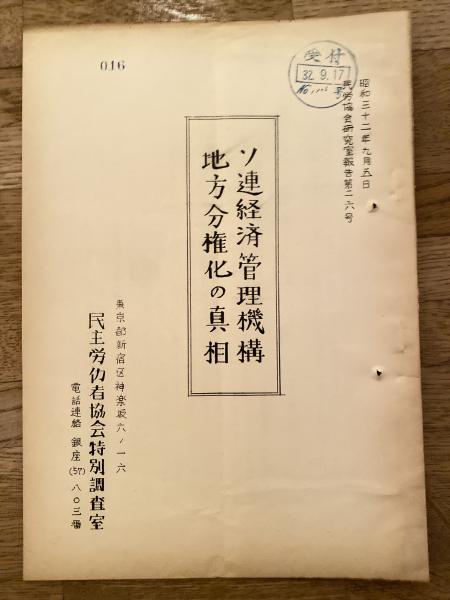 016
受付
32.9.17
昭和三十二年九月五日
民労協会研究室報告第二六号
ソ連経済管理機構
地方分権化の真相
東京都新宿区神楽坂六ノ一六
民主労仂者協会特別調査室
電話連絡 銀座(57)八〇三番